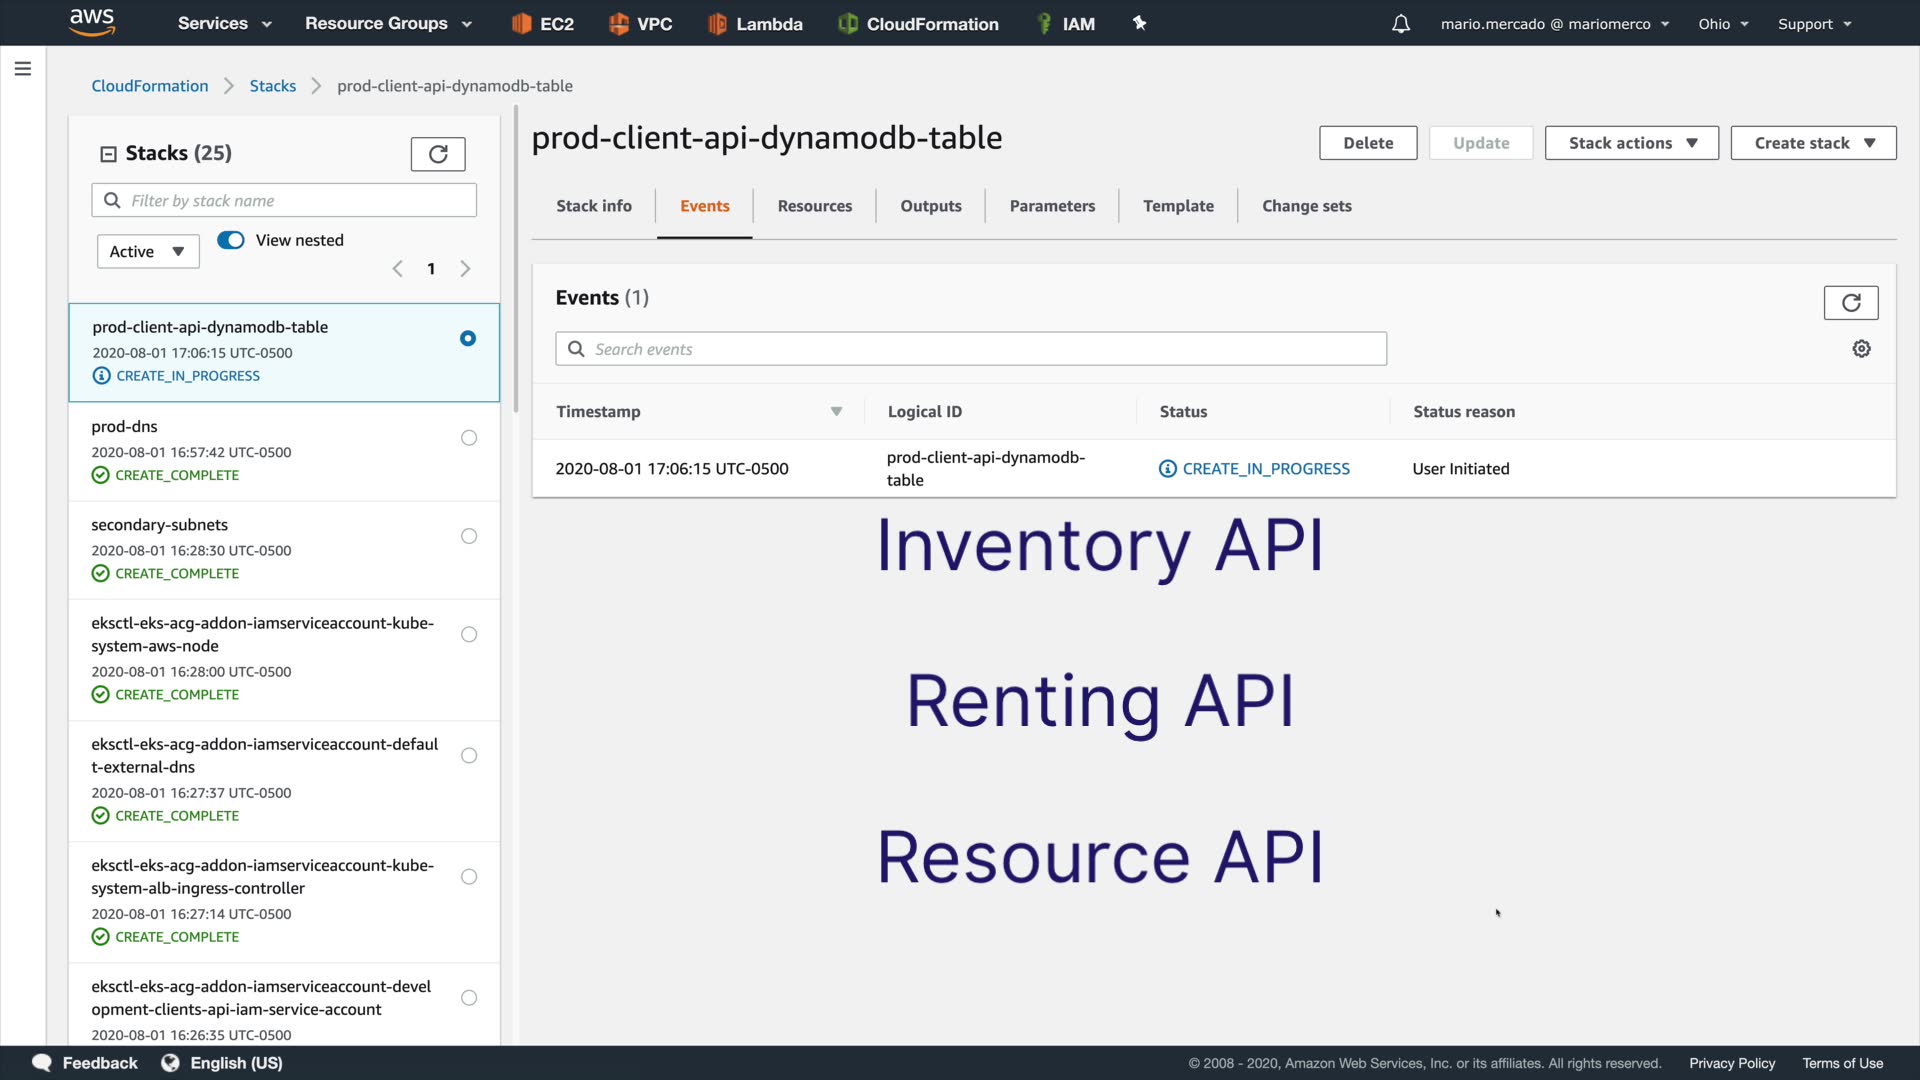 aws Services Resource Groups EC2 VPC Lambda CloudFormation IAM mario.mercado @ mariomerco Ohio Support
CloudFormation Stacks prod-client-api-dynamodb-table
Stacks (25)
Filter by stack name
Active View nested
1
prod-client-api-dynamodb-table
2020-08-01 17:06:15 UTC-0500
CREATE_IN_PROGRESS
prod-dns
2020-08-01 16:57:42 UTC-0500
CREATE_COMPLETE
secondary-subnets
2020-08-01 16:28:30 UTC-0500
CREATE_COMPLETE
eksctl-eks-acg-addon-iamserviceaccount-kube-
system-aws-node
2020-08-01 16:28:00 UTC-0500
CREATE_COMPLETE
eksctl-eks-acg-addon-iamserviceaccount-defaul
t-external-dns
2020-08-01 16:27:37 UTC-0500
CREATE_COMPLETE
eksctl-eks-acg-addon-iamserviceaccount-kube-
system-alb-ingress-controller
2020-08-01 16:27:14 UTC-0500
CREATE_COMPLETE
eksctl-eks-acg-addon-iamserviceaccount-devel
opment-clients-api-iam-service-account
2020-08-01 16:26:35 UTC-0500
prod-client-api-dynamodb-table
Delete Update Stack actions Create stack
Stack info Events Resources Outputs Parameters Template Change sets
Events (1)
Search events
Timestamp Logical ID Status Status reason
2020-08-01 17:06:15 UTC-0500 prod-client-api-dynamodb- CREATE_IN_PROGRESS User Initiated
table
Inventory API
Renting API
Resource API
Feedback English (US) © 2008 - 2020, Amazon Web Services, Inc. or its affiliates. All rights reserved. Privacy Policy Terms of Use